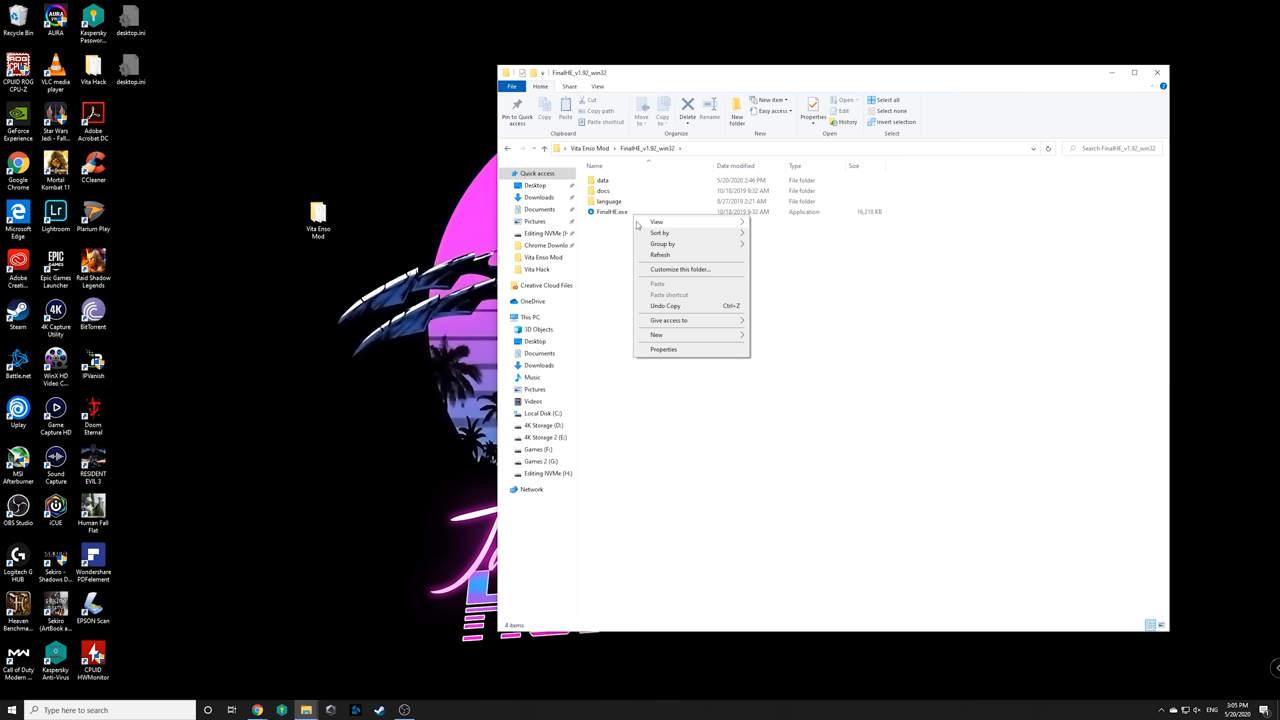 Recycle Bin
AURA
Kaspersky Passwor...
desktop.ini
CPUID ROG CPU-Z
VLC media player
Vita Hack
desktop.ini
GeForce Experience
Star Wars Jedi - Fall...
Adobe Acrobat DC
Google Chrome
Mortal Kombat 11
CCleaner
Microsoft Edge
Lightroom
Plarium Play
Adobe Creati...
Epic Games Launcher
Raid Shadow Legends
Steam
4K Capture Utility
BitTorrent
Battle.net
WinX HD Video C...
IPVanish
Uplay
Game Capture HD
Doom Eternal
MSI Afterburner
Sound Capture
RESIDENT EVIL 3
OBS Studio
iCUE
Human Fall Flat
Logitech G HUB
Sekiro - Shadows D...
Wondershare PDFelement
Heaven Benchma...
Sekiro (ArtBook a...
EPSON Scan
Call of Duty Modern ...
Kaspersky Anti-Virus
CPUID HWMonitor
Vita Enso Mod
FinalHE_v1.92_win32
File
Home
Share
View
Pin to Quick access
Copy
Paste
Cut
Copy path
Paste shortcut
Clipboard
Move to
Copy to
Delete
Rename
Organize
New folder
New item
Easy access
New
Properties
Open
Edit
History
Open
Select all
Select none
Invert selection
Select
Vita Enso Mod
FinalHE_v1.92_win32
Search FinalHE_v1.92_win32
Name
Date modified
Type
Size
data
5/20/2020 2:46 PM
File folder
docs
10/18/2019 9:32 AM
File folder
language
8/27/2019 2:21 AM
File folder
FinalHE.exe
10/18/2019 9:32 AM
Application
16,218 KB
Quick access
Desktop
Downloads
Documents
Pictures
Editing NVMe (H
Chrome Downlo
Vita Enso Mod
Vita Hack
Creative Cloud Files
OneDrive
This PC
3D Objects
Desktop
Documents
Downloads
Music
Pictures
Videos
Local Disk (C:)
4K Storage (D:)
4K Storage 2 (E:)
Games (F:)
Games 2 (G:)
Editing NVMe (H:)
Network
View
Sort by
Group by
Refresh
Customize this folder...
Paste
Paste shortcut
Undo Copy
Ctrl+Z
Give access to
New
Properties
4 items
Type here to search
ENG
3:05 PM
5/20/2020